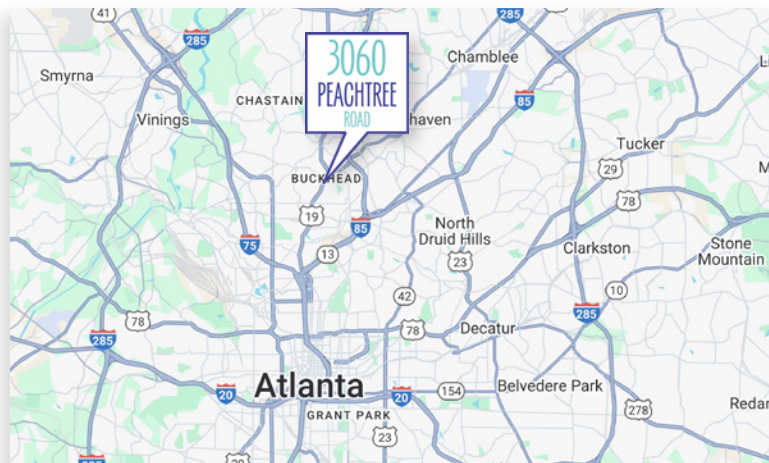 41
285
285
3060
PEACHTREE
ROAD
Chamblee
Smyrna
CHASTAIN
85
haven
Vinings
Tucker
29
BUCKHEAD
78
19
85
North
Druid Hills
75
13
23
Clarkston
Stone
Mountain
42
10
78
78
285
285
Decatur
Atlanta
20
20
154
Belvedere Park
GRANT PARK
278
Redan
23